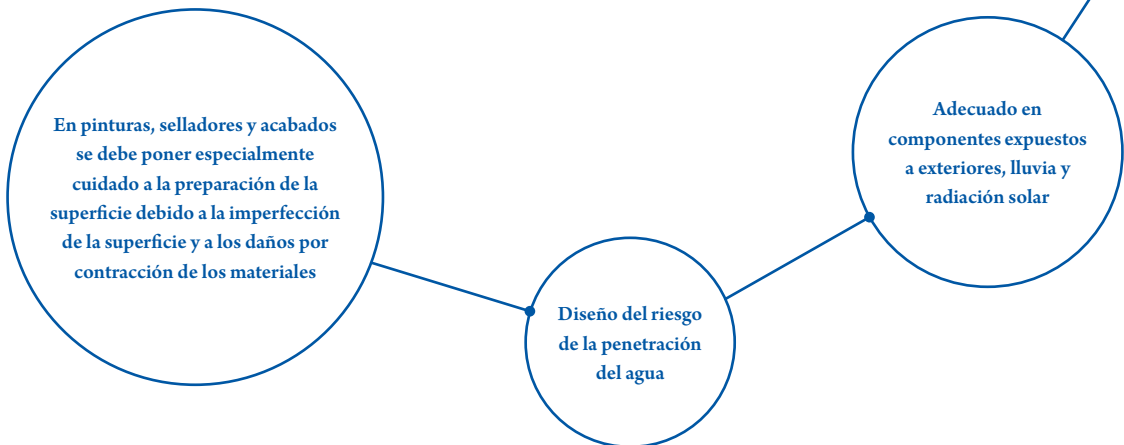 En pinturas, selladores y acabados
se debe poner especialmente
cuidado a la preparación de la
superficie debido a la imperfección
de la superficie y a los daños por
contracción de los materiales
Diseño del riesgo
de la penetración
del agua
Adecuado en
componentes expuestos
a exteriores, lluvia y
radiación solar